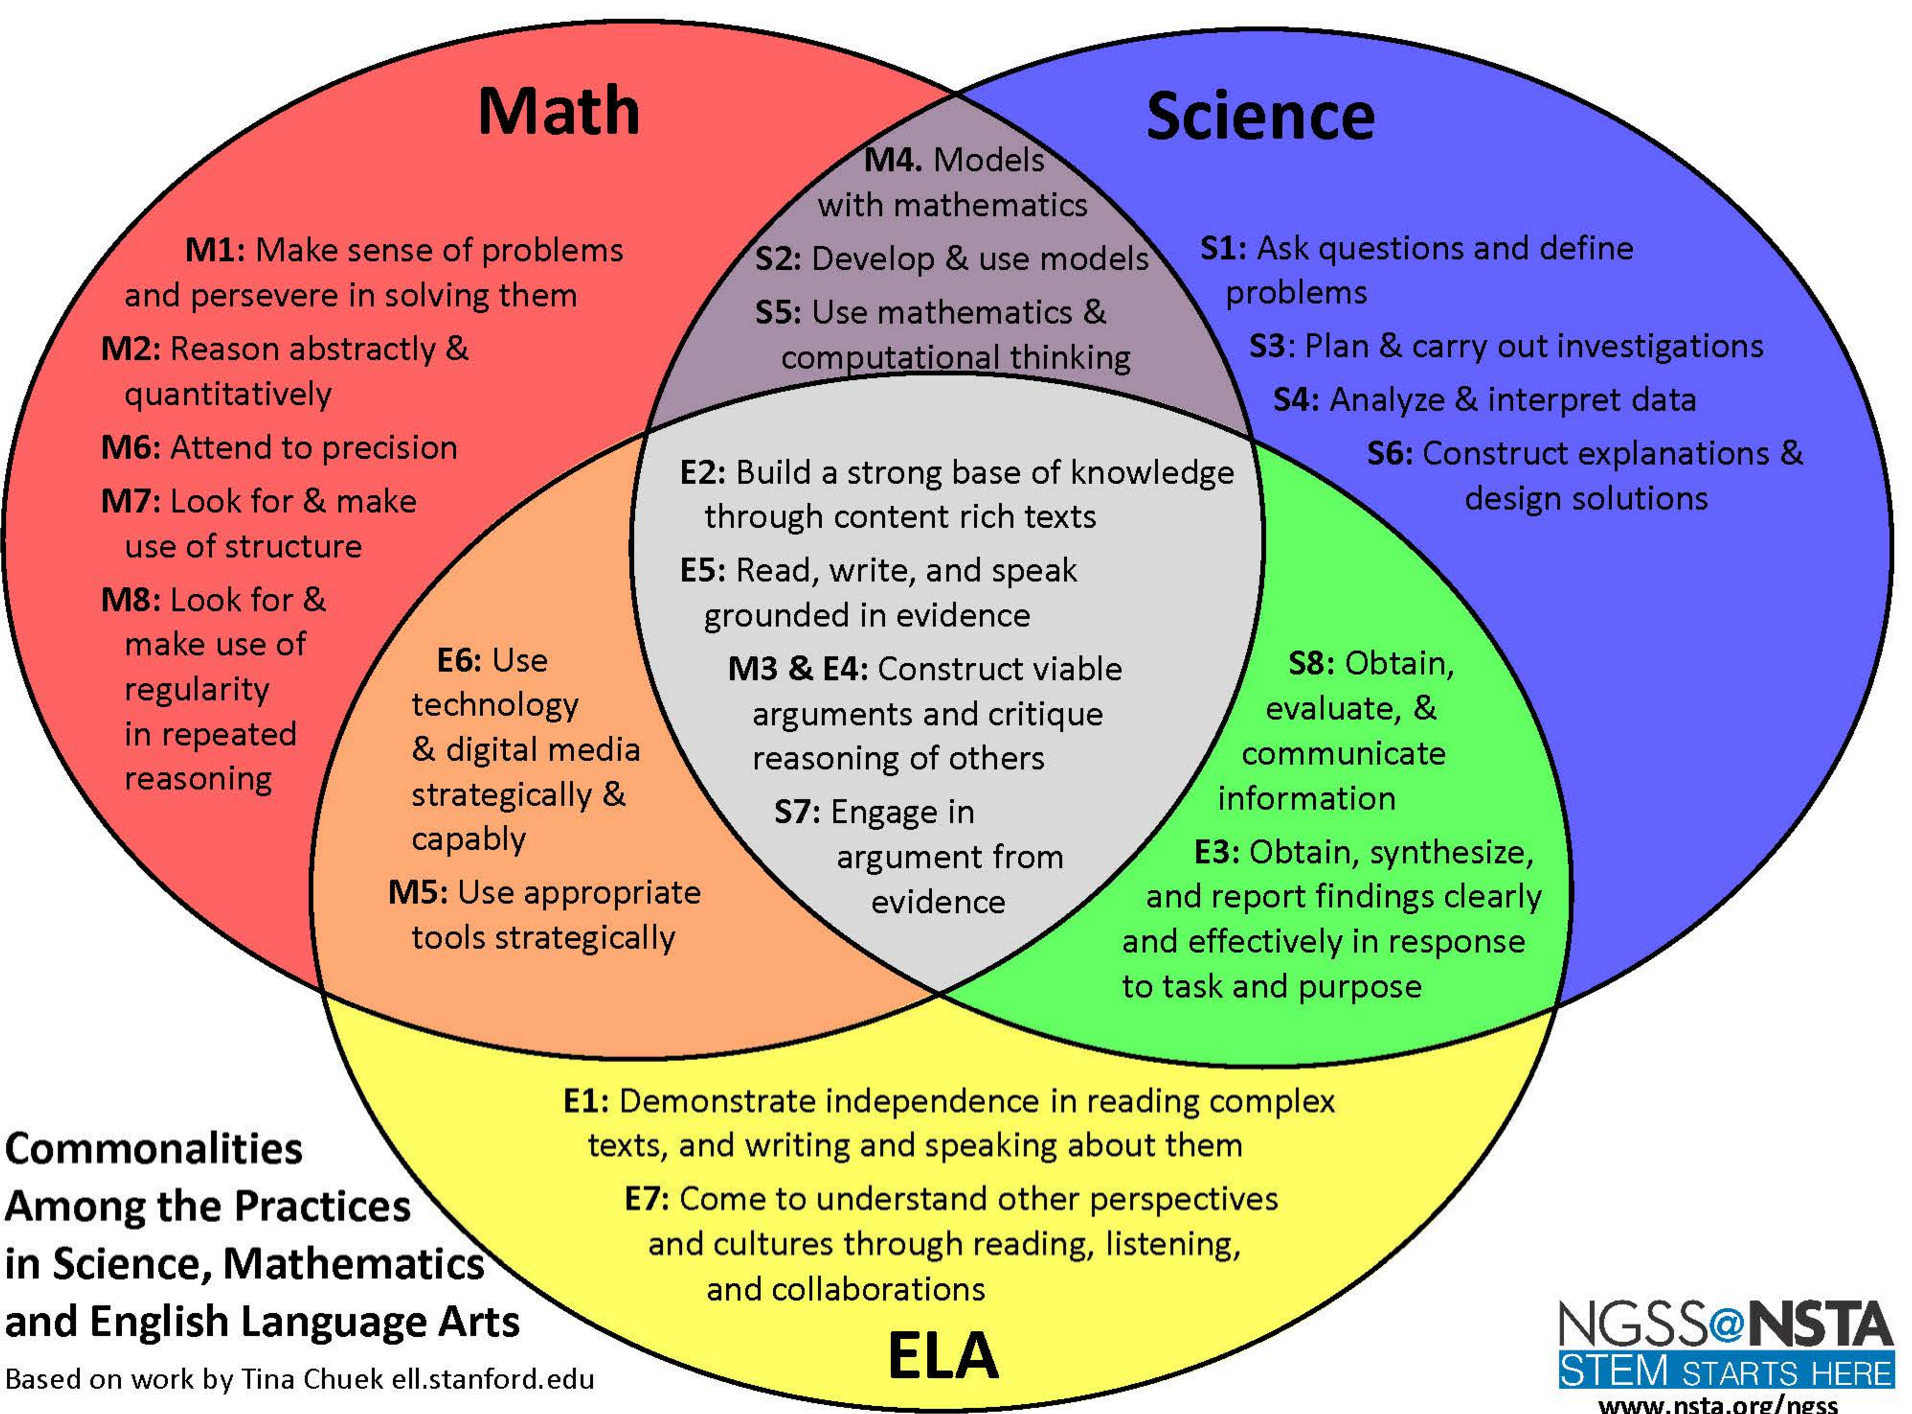 Math
Science
M4. Models
with mathematics
S2: Develop & use models
S5: Use mathematics &
computational thinking
M1: Make sense of problems
and persevere in solving them
M2: Reason abstractly &
quantitatively
M6: Attend to precision
M7: Look for & make
use of structure
M8: Look for &
make use of
regularity
in repeated
reasoning
S1: Ask questions and define
problems
S3: Plan & carry out investigations
S4: Analyze & interpret data
S6: Construct explanations &
design solutions
E2: Build a strong base of knowledge
through content rich texts
E5: Read, write, and speak
grounded in evidence
M3 & E4: Construct viable
arguments and critique
reasoning of others
S7: Engage in
argument from
evidence
E6: Use
technology
& digital media
strategically &
capably
M5: Use appropriate
tools strategically
S8: Obtain,
evaluate, &
communicate
information
E3: Obtain, synthesize,
and report findings clearly
and effectively in response
to task and purpose
E1: Demonstrate independence in reading complex
texts, and writing and speaking about them
E7: Come to understand other perspectives
and cultures through reading, listening,
and collaborations
ELA
Commonalities
Among the Practices
in Science, Mathematics
and English Language Arts
Based on work by Tina Chuek ell.stanford.edu
NGSS@NSTA
STEM STARTS HERE
www.nsta.org/ngss